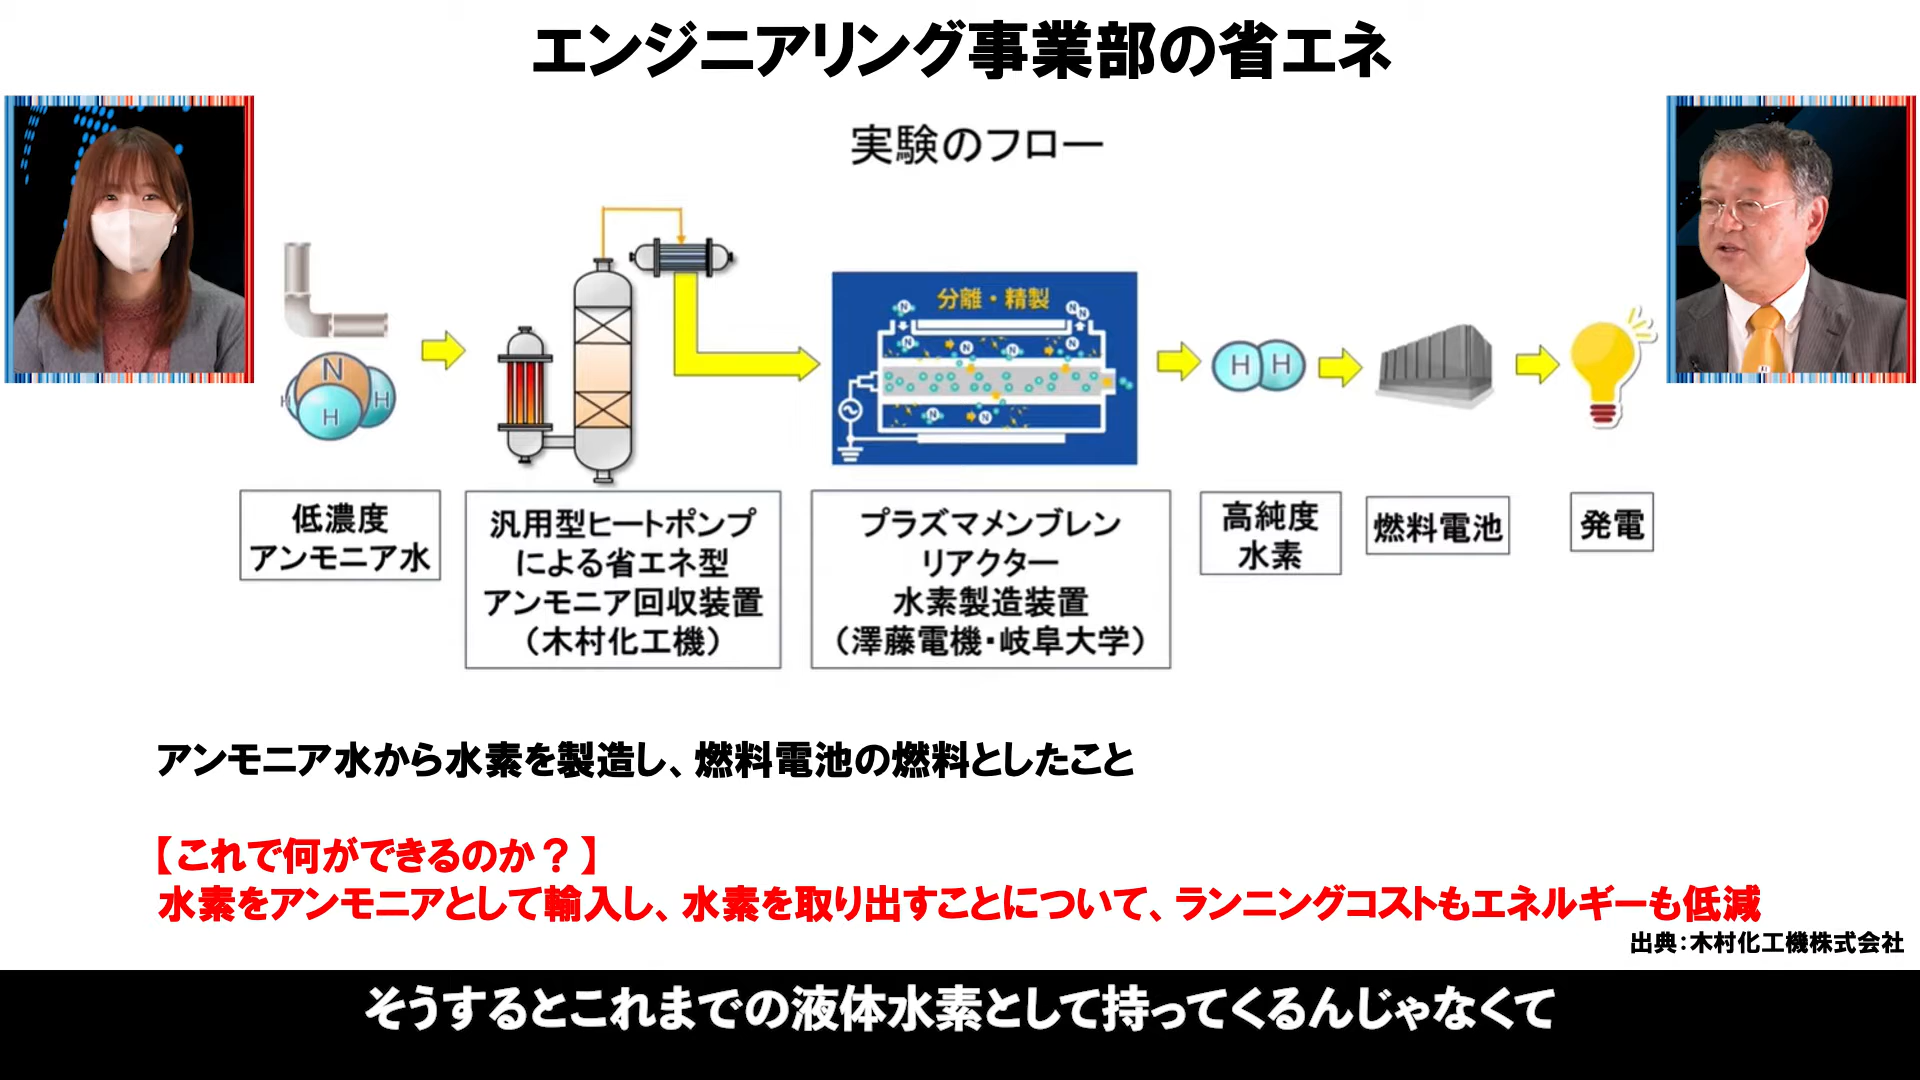 エンジニアリング事業部の省エネ
実験のフロー
分離・精製
N
H
H
H
H H
低濃度
アンモニア水
汎用型ヒートポンプ
による省エネ型
アンモニア回収装置
（木村化工機）
プラズマメンブレン
リアクター
水素製造装置
（澤藤電機・岐阜大学）
高純度
水素
燃料電池
発電
アンモニア水から水素を製造し、燃料電池の燃料としたこと
【これで何ができるのか？】
水素をアンモニアとして輸入し、水素を取り出すことについて、ランニングコストもエネルギーも低減
出典：木村化工機株式会社
そうするとこれまでの液体水素として持ってくるんじゃなくて